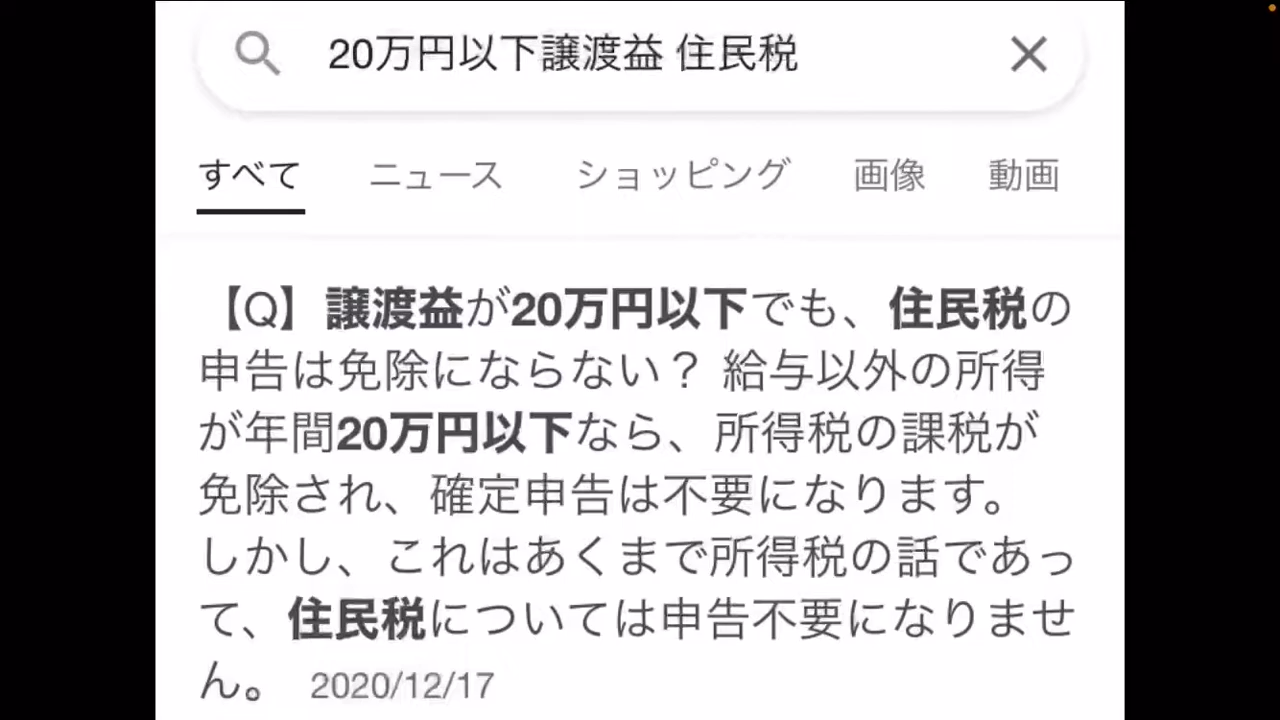 20万円以下譲渡益 住民税
すべて ニュース ショッピング 画像 動画
【Q】譲渡益が20万円以下でも、住民税の
申告は免除にならない？ 給与以外の所得
が年間20万円以下なら、所得税の課税が
免除され、確定申告は不要になります。
しかし、これはあくまで所得税の話であっ
て、住民税については申告不要になりませ
ん。 2020/12/17